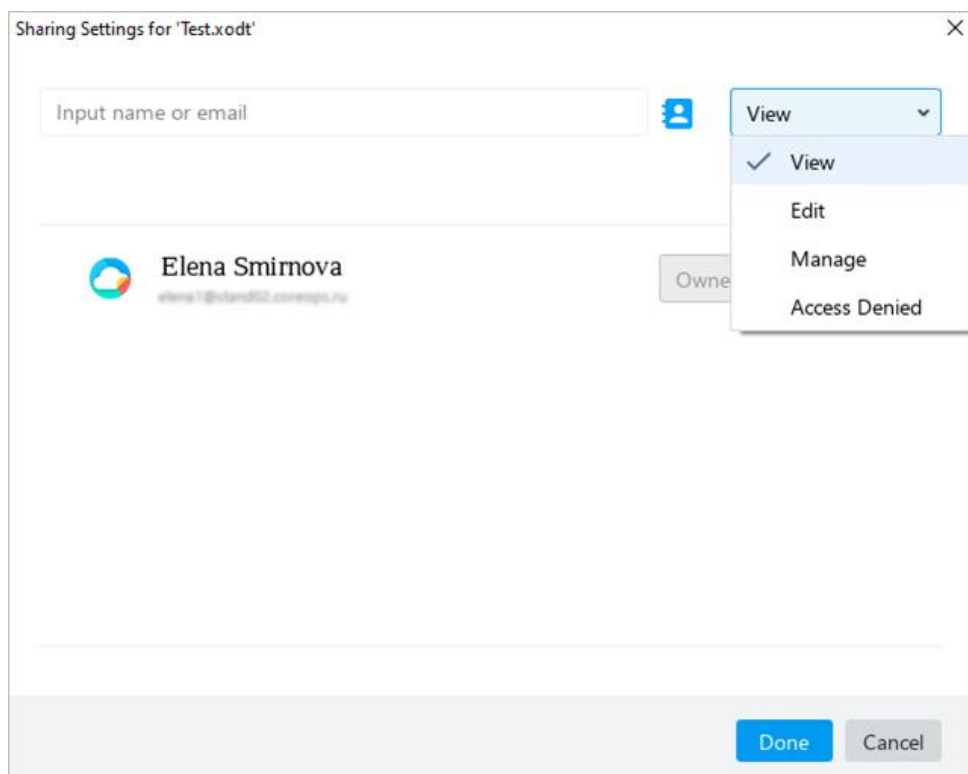 Sharing Settings for 'Test.xodt'
Input name or email
View
View
Edit
Manage
Access Denied
Elena Smirnova
Owne
Done
Cancel